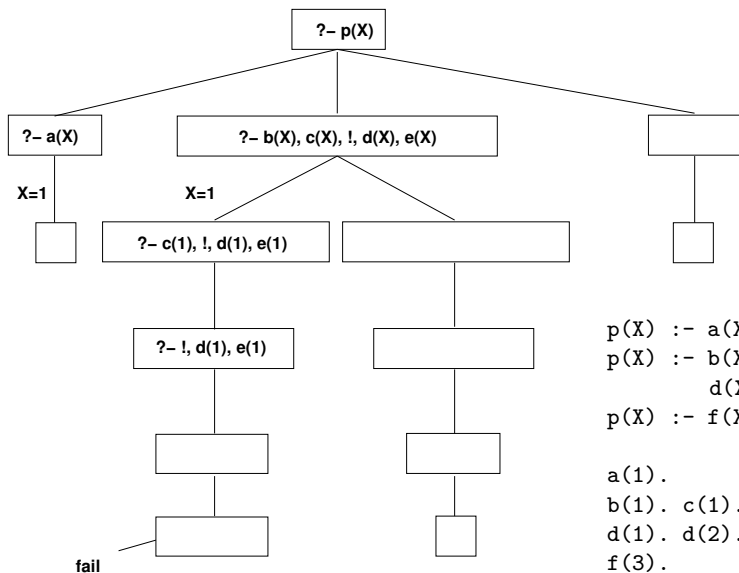 ?– p(X)
?– a(X)
?– b(X), c(X), !, d(X), e(X)
X=1
X=1
?– c(1), !, d(1), e(1)
?– !, d(1), e(1)
fail
p(X) :- a(X
p(X) :- b(X
d(X
p(X) :- f(X
a(1).
b(1). c(1).
d(1). d(2).
f(3).